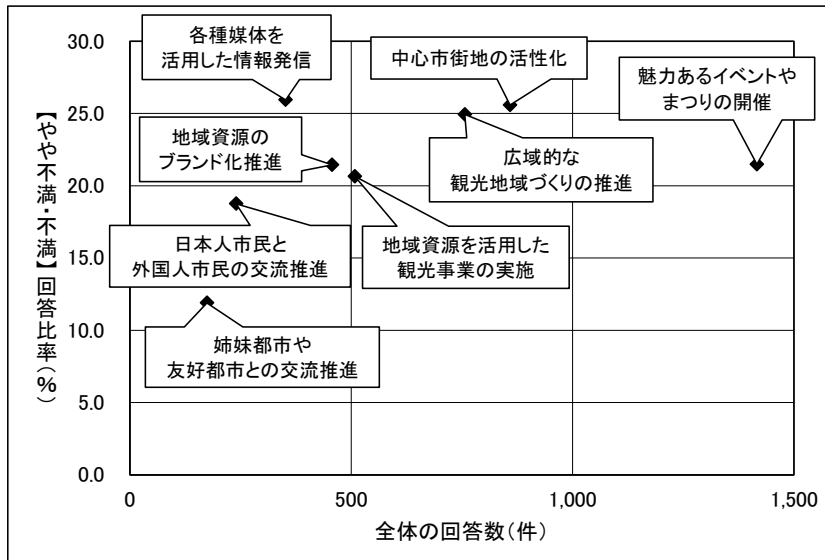 30.0
25.0
20.0
15.0
10.0
5.0
0.0
【やや不満・不満】回答比率（％）
各種媒体を
活用した情報発信
中心市街地の活性化
魅力あるイベントや
まつりの開催
地域資源の
ブランド化推進
広域的な
観光地域づくりの推進
日本人市民と
外国人市民の交流推進
地域資源を活用した
観光事業の実施
姉妹都市や
友好都市との交流推進
0
500
1,000
1,500
全体の回答数（件）